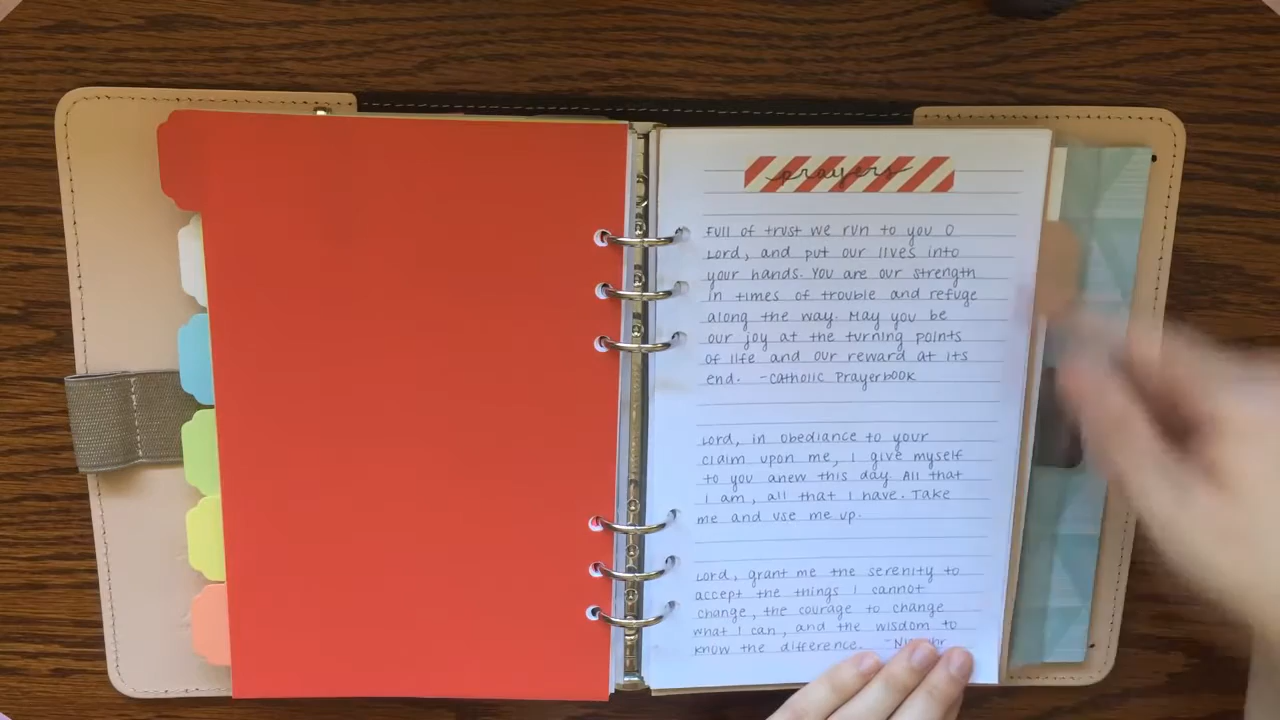 prayers
Full of trust we run to you O
Lord, and put our lives into
your hands. You are our strength
in times of trouble and refuge
along the way. May you be
our joy at the turning points
of life and our reward at its
end. -Catholic Prayerbook
Lord, in obediance to your
claim upon me, I give myself
to you anew this day. All that
I am, all that I have. Take
me and use me up.
Lord, grant me the serenity to
accept the things I cannot
change, the courage to change
what I can, and the wisdom to
know the difference.